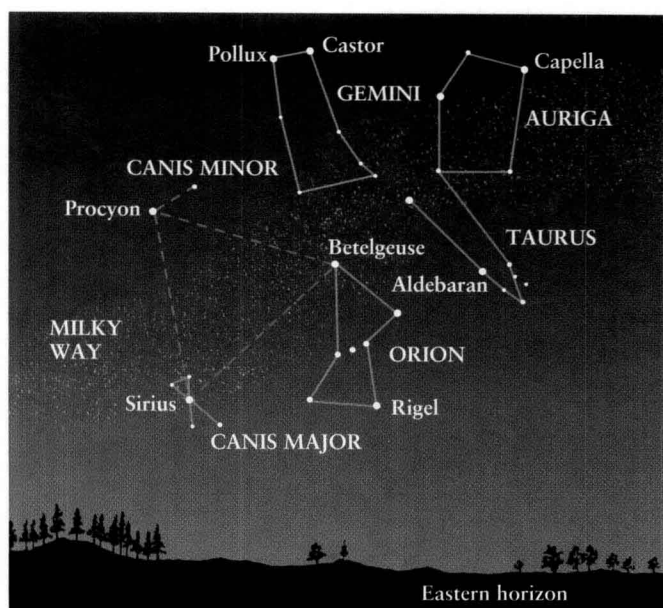 Pollux
Castor
Capella
GEMINI
AURIGA
CANIS MINOR
Procyon
TAURUS
Betelgeuse
Aldebaran
MILKY
WAY
ORION
Sirius
Rigel
CANIS MAJOR
Eastern horizon